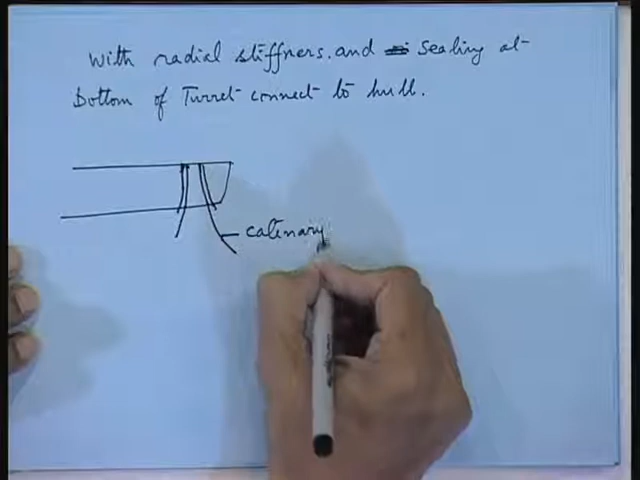 With radial stiffners. and sealing at
bottom of Turret connect to hull.
catenary